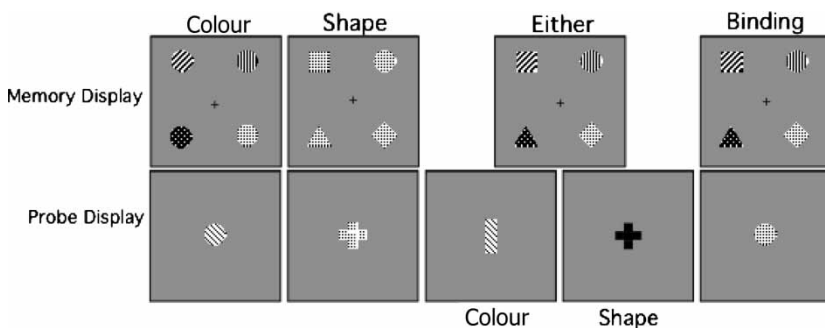 Colour Shape Either Binding
Memory Display
Probe Display
Colour Shape